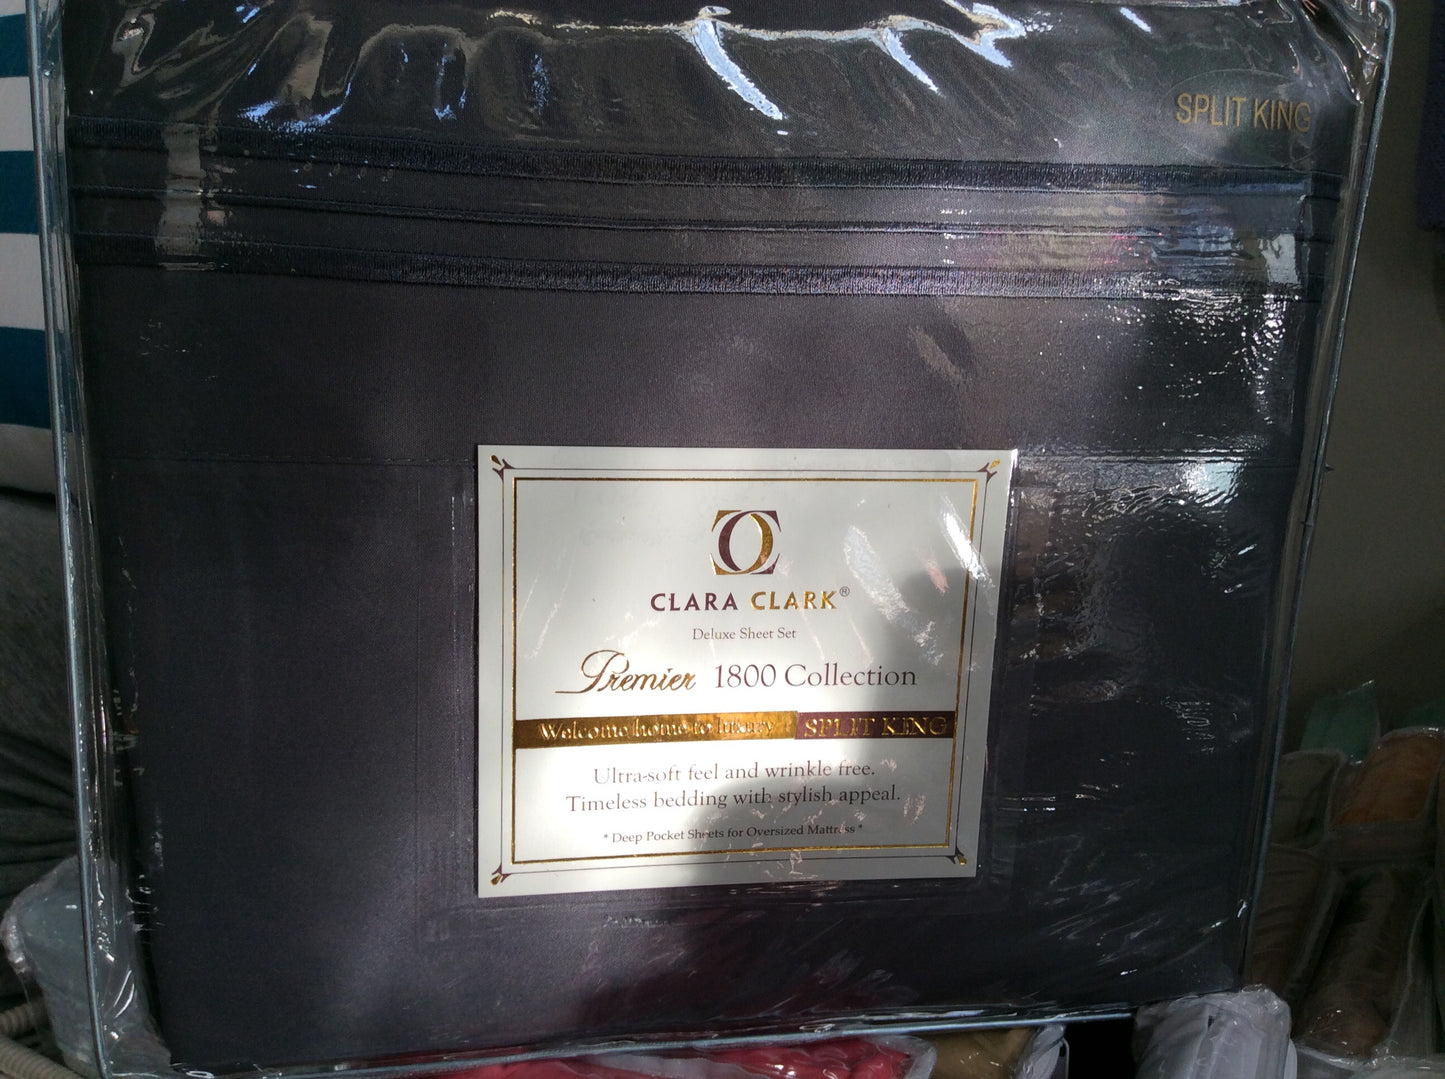 SPLIT KING
CLARA CLARK®
Deluxe Sheet Set
Premier 1800 Collection
Welcome home to luxury SPLIT KING
Ultra-soft feel and wrinkle free.
Timeless bedding with stylish appeal.
* Deep Pocket Sheets for Oversized Mattress *